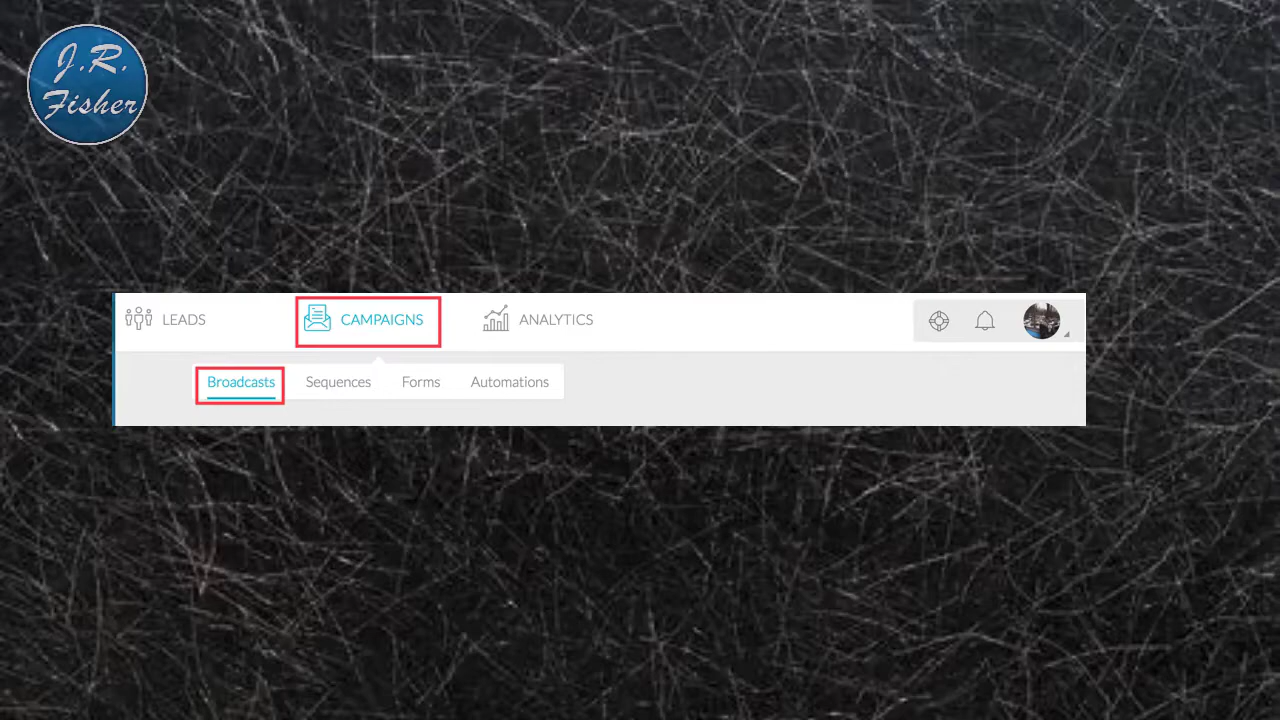 J.R.
Fisher
LEADS CAMPAIGNS ANALYTICS
Broadcasts Sequences Forms Automations